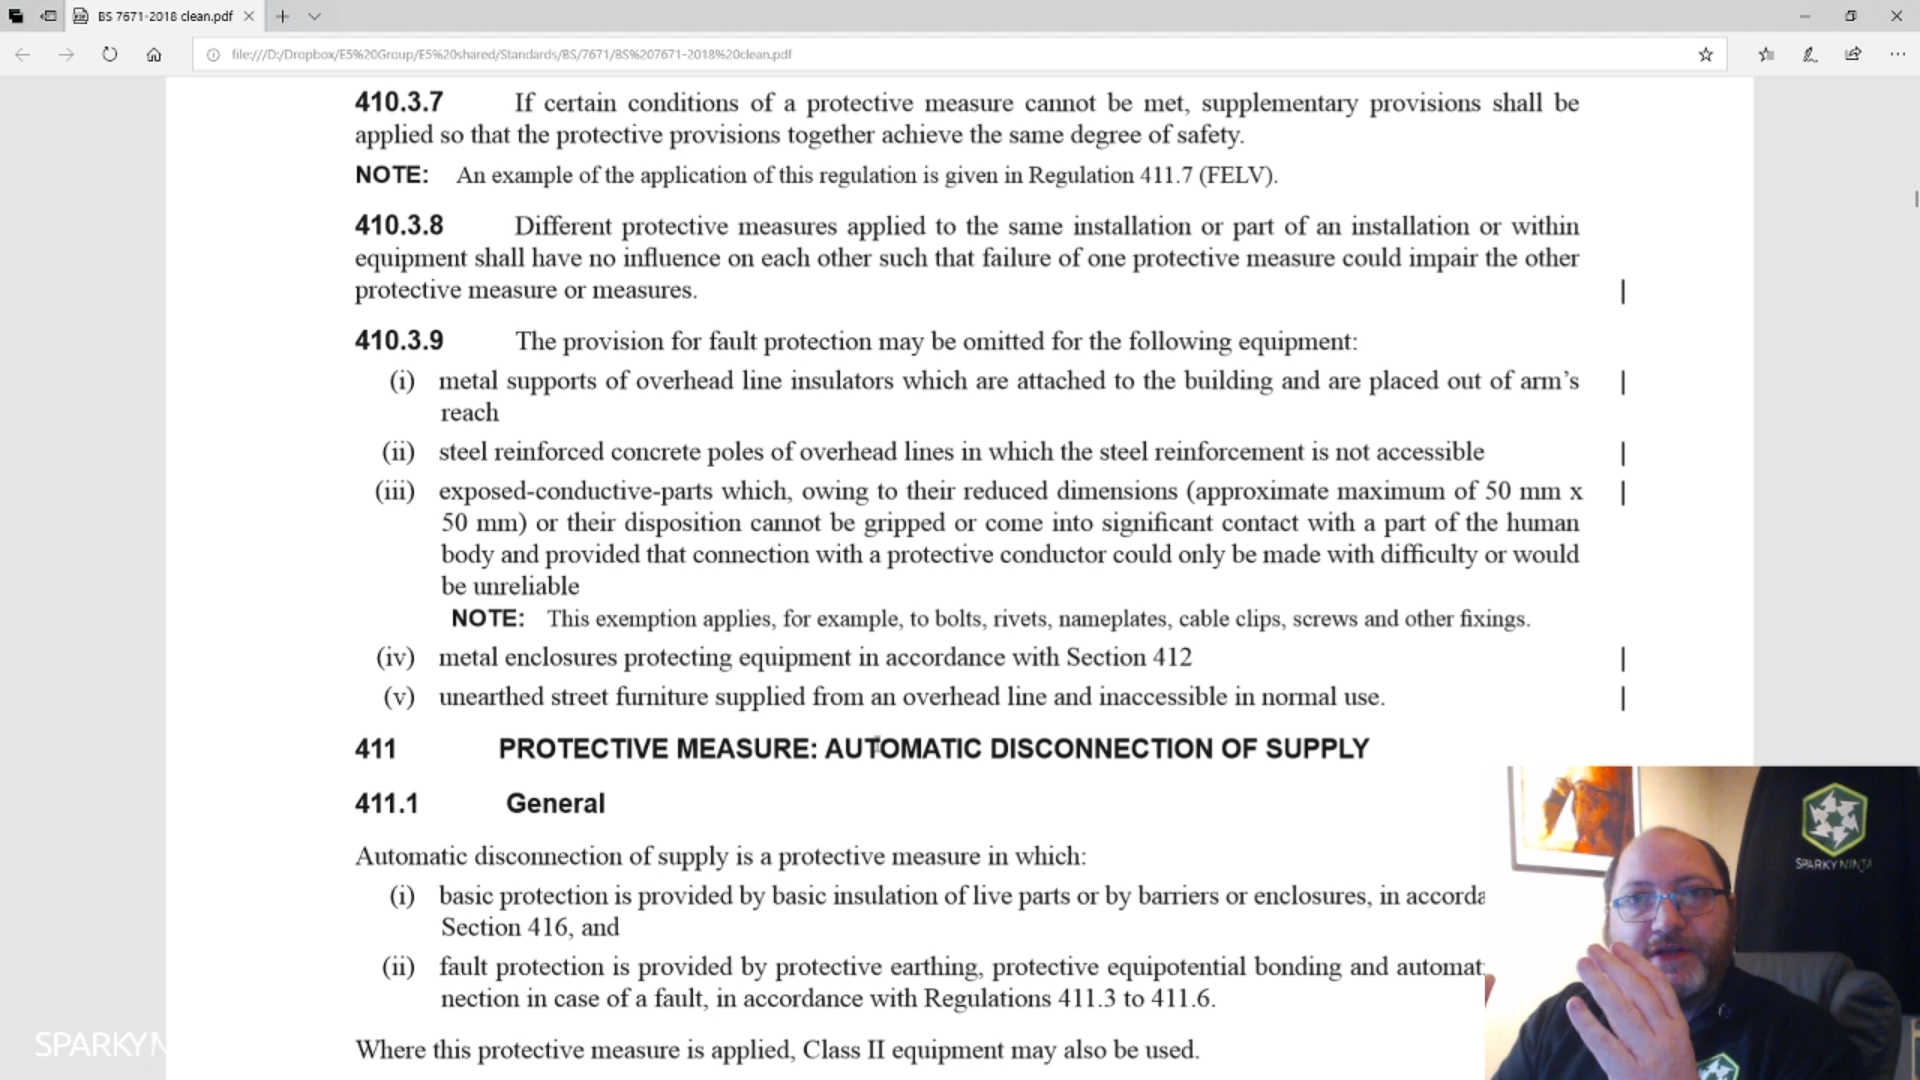 BS 7671-2018 clean.pdf
file:///D:/Dropbox/E5%20Group/E5%20shared/Standards/BS/7671/BS%207671-2018%20clean.pdf
410.3.7 If certain conditions of a protective measure cannot be met, supplementary provisions shall be
applied so that the protective provisions together achieve the same degree of safety.
NOTE: An example of the application of this regulation is given in Regulation 411.7 (FELV).
410.3.8 Different protective measures applied to the same installation or part of an installation or within
equipment shall have no influence on each other such that failure of one protective measure could impair the other
protective measure or measures.
410.3.9 The provision for fault protection may be omitted for the following equipment:
(i) metal supports of overhead line insulators which are attached to the building and are placed out of arm's
reach
(ii) steel reinforced concrete poles of overhead lines in which the steel reinforcement is not accessible
(iii) exposed-conductive-parts which, owing to their reduced dimensions (approximate maximum of 50 mm x
50 mm) or their disposition cannot be gripped or come into significant contact with a part of the human
body and provided that connection with a protective conductor could only be made with difficulty or would
be unreliable
NOTE: This exemption applies, for example, to bolts, rivets, nameplates, cable clips, screws and other fixings.
(iv) metal enclosures protecting equipment in accordance with Section 412
(v) unearthed street furniture supplied from an overhead line and inaccessible in normal use.
411 PROTECTIVE MEASURE: AUTOMATIC DISCONNECTION OF SUPPLY
411.1 General
Automatic disconnection of supply is a protective measure in which:
(i) basic protection is provided by basic insulation of live parts or by barriers or enclosures, in accorda
Section 416, and
(ii) fault protection is provided by protective earthing, protective equipotential bonding and automat
nection in case of a fault, in accordance with Regulations 411.3 to 411.6.
Where this protective measure is applied, Class II equipment may also be used.
SPARKY NINJA
SPARKYN